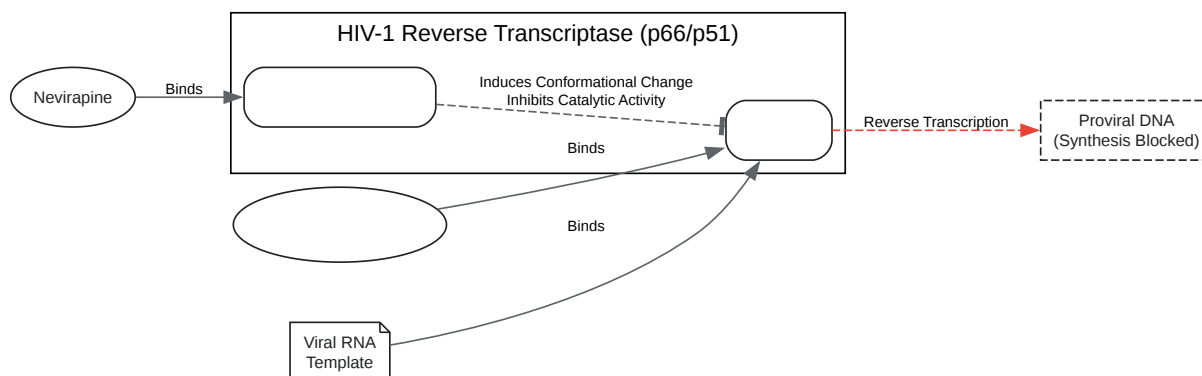 HIV-1 Reverse Transcriptase (p66/p51)
Nevirapine
Binds
Induces Conformational Change
Inhibits Catalytic Activity
Reverse Transcription
Proviral DNA
(Synthesis Blocked)
Binds
Binds
Viral RNA
Template